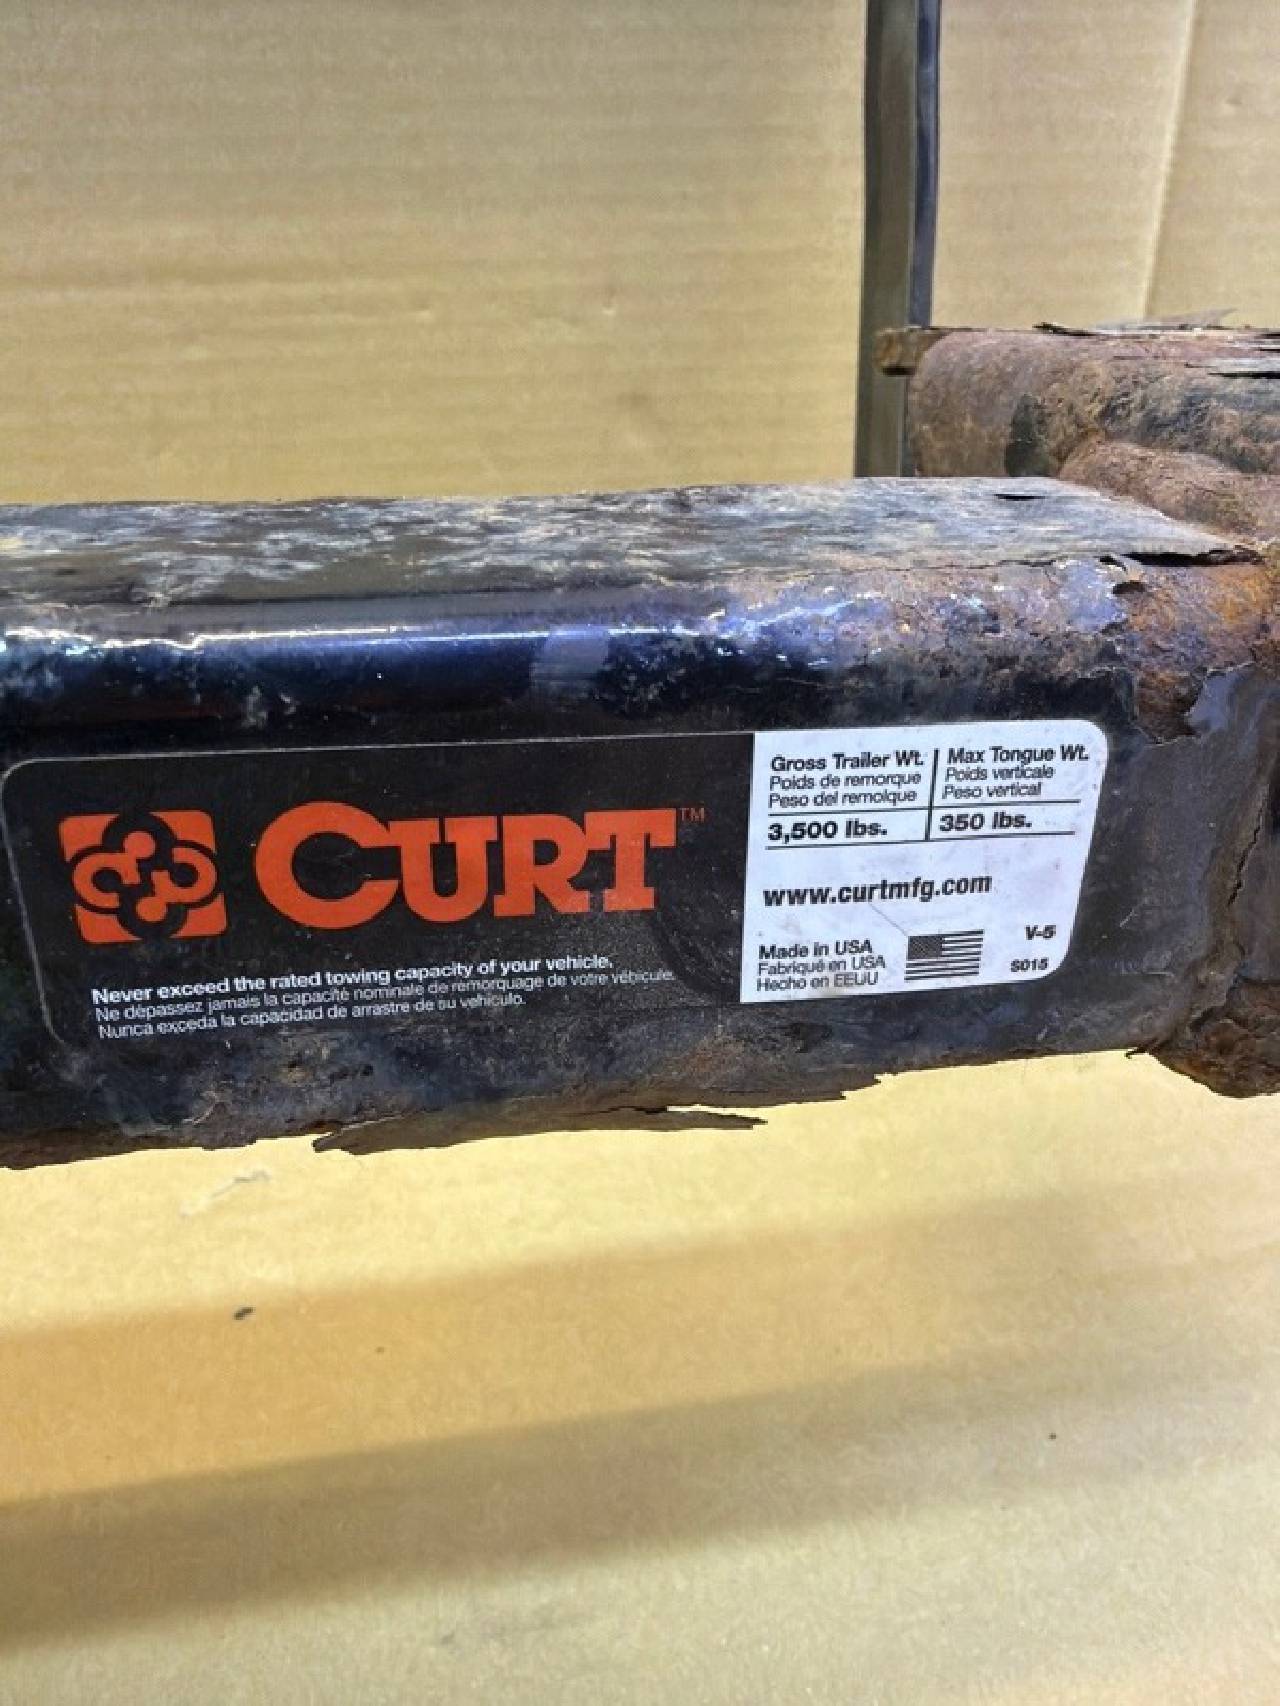 CURT™
Never exceed the rated towing capacity of your vehicle.
Ne dépassez jamais la capacité nominale de remorquage de votre véhicule.
Nunca exceda la capacidad de arrastre de su vehículo.
Gross Trailer Wt.
Poids de remorque
Peso del remolque
3,500 lbs.
Max Tongue Wt.
Poids verticale
Peso vertical
350 lbs.
www.curtmfg.com
Made in USA
Fabriqué en USA
Hecho en EEUU
V-5
S015